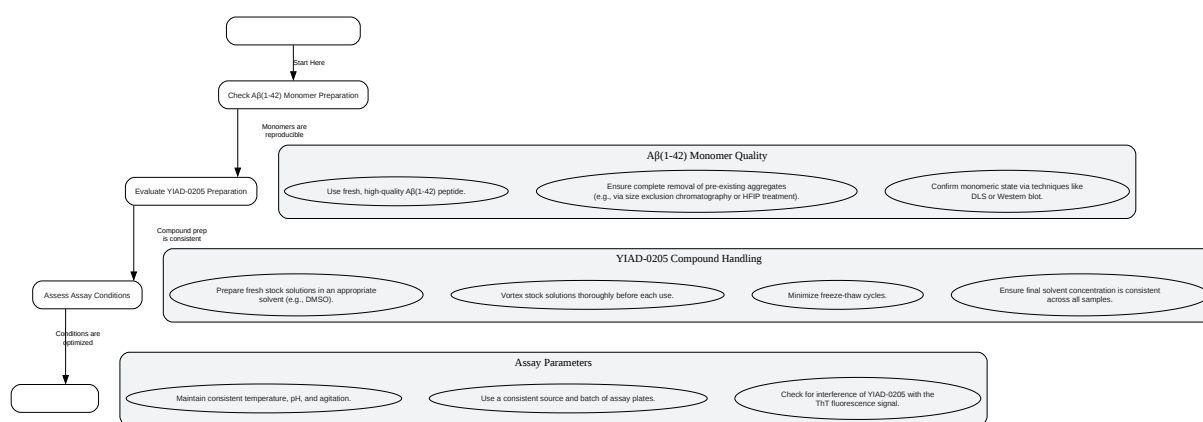 Start Here
Check Aβ(1-42) Monomer Preparation
Monomers are
reproducible
Aβ(1-42) Monomer Quality
Use fresh, high-quality Aβ(1-42) peptide.
Ensure complete removal of pre-existing aggregates
(e.g., via size exclusion chromatography or HFIP treatment).
Confirm monomeric state via techniques like
DLS or Western blot.
Evaluate YIAD-0205 Preparation
Compound prep
is consistent
YIAD-0205 Compound Handling
Prepare fresh stock solutions in an appropriate
solvent (e.g., DMSO).
Vortex stock solutions thoroughly before each use.
Minimize freeze-thaw cycles.
Ensure final solvent concentration is consistent
across all samples.
Assess Assay Conditions
Conditions are
optimized
Assay Parameters
Maintain consistent temperature, pH, and agitation.
Use a consistent source and batch of assay plates.
Check for interference of YIAD-0205 with the
ThT fluorescence signal.